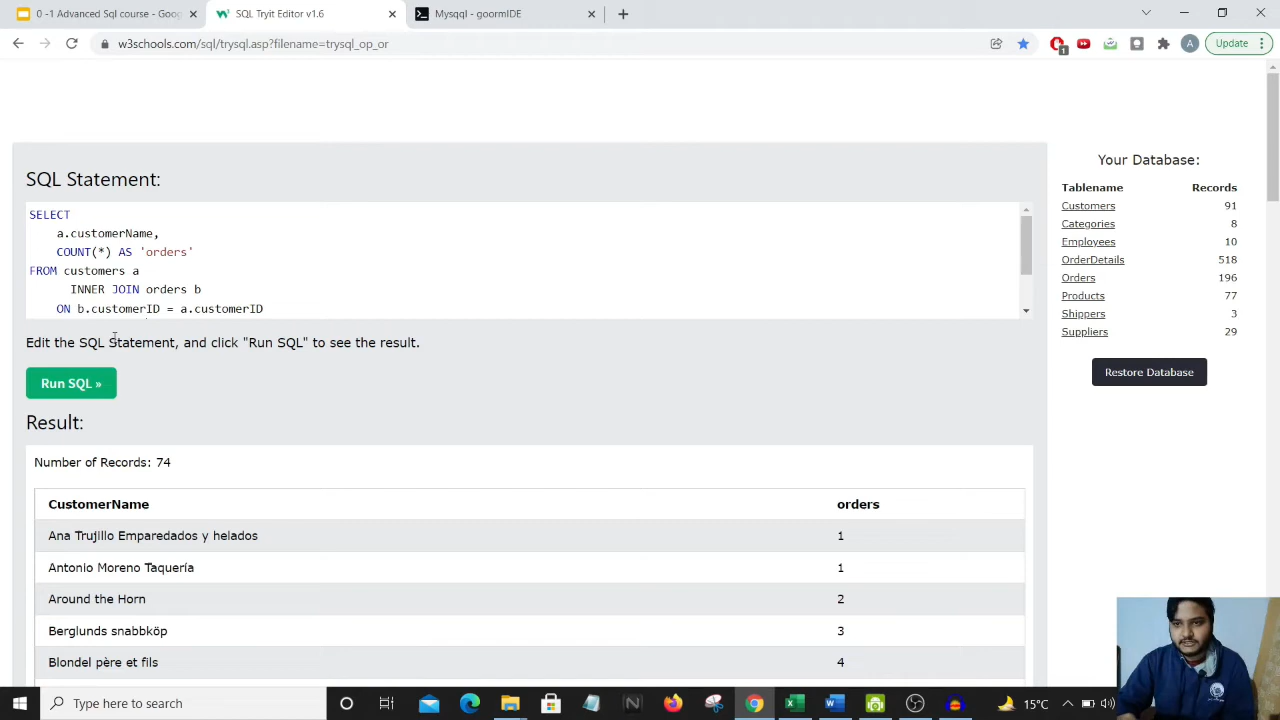 0 -1 Advanced Sql course - Goog
SQL Tryit Editor v1.6
Mysqql - goormIDE
w3schools.com/sql/trysql.asp?filename=trysql_op_or
1
A
Update
SQL Statement:
SELECT
a.customerName,
COUNT(*) AS 'orders'
FROM customers a
INNER JOIN orders b
ON b.customerID = a.customerID
Edit the SQL Statement, and click "Run SQL" to see the result.
Run SQL »
Result:
Number of Records: 74
CustomerName orders
Ana Trujillo Emparedados y helados 1
Antonio Moreno Taquería 1
Around the Horn 2
Berglunds snabbköp 3
Blondel père et fils 4
Your Database:
Tablename Records
Customers 91
Categories 8
Employees 10
OrderDetails 518
Orders 196
Products 77
Shippers 3
Suppliers 29
Restore Database
Type here to search
15°C